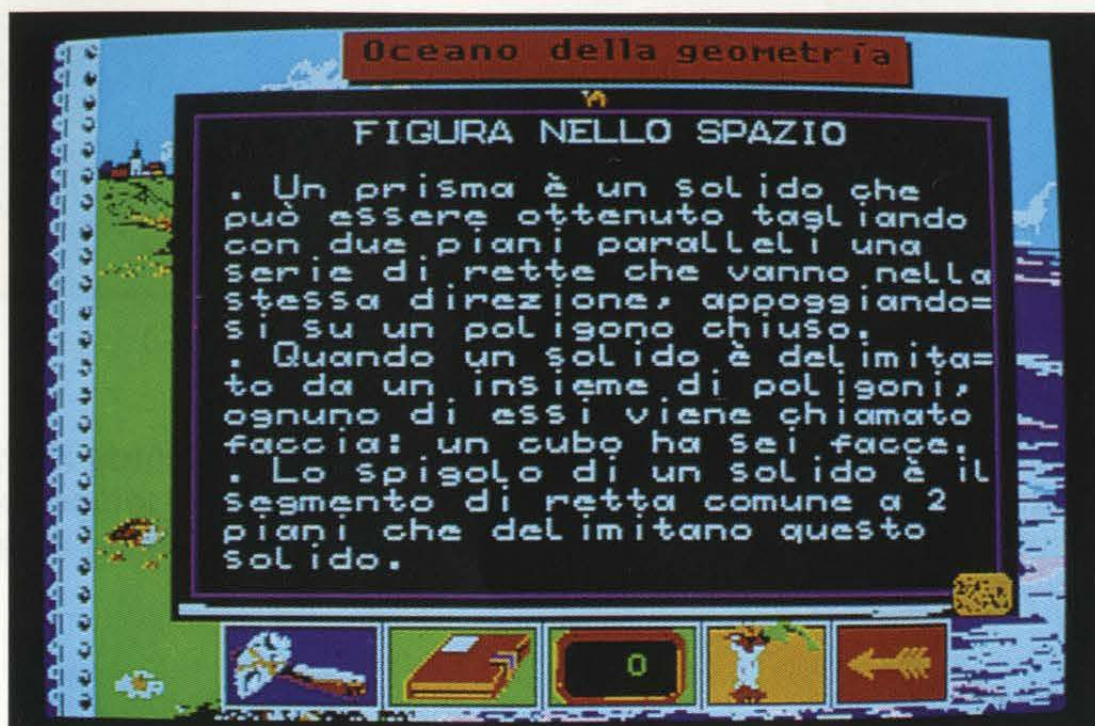 Oceano della geometria
FIGURA NELLO SPAZIO
. Un prisma è un solido che
può essere ottenuto tagliando
con due piani paralleli una
serie di rette che vanno nella
stessa direzione, appoggiando=
si su un poligono chiuso.
. Quando un solido è delimita=
to da un insieme di poligoni,
ognuno di essi viene chiamato
faccia: un cubo ha sei facce.
. Lo spigolo di un solido è il
segmento di retta comune a 2
piani che delimitano questo
solido.
0